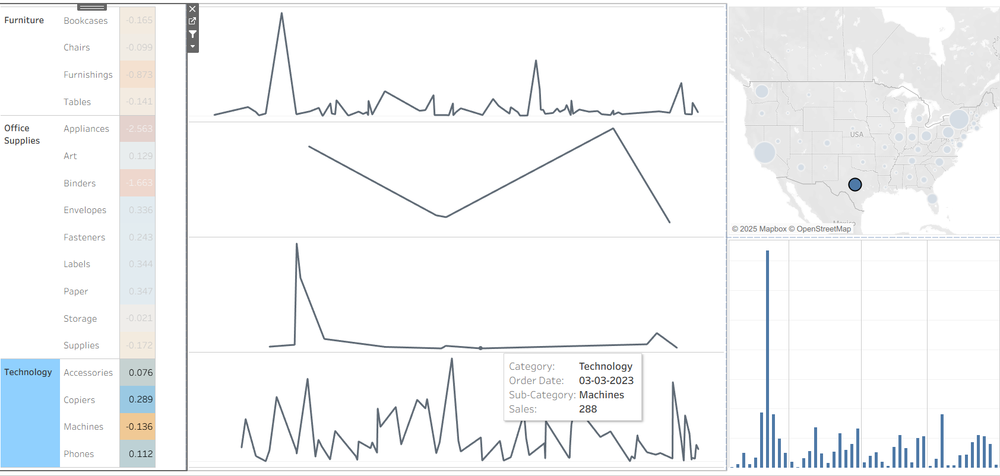 Furniture Bookcases -0.165
Chairs -0.099
Furnishings -0.873
Tables -0.141
Office Supplies Appliances -2.563
Art 0.129
Binders -1.663
Envelopes 0.336
Fasteners 0.243
Labels 0.344
Paper 0.347
Storage -0.021
Supplies -0.172
Technology Accessories 0.076
Copiers 0.289
Machines -0.136
Phones 0.112
Category: Technology
Order Date: 03-03-2023
Sub-Category: Machines
Sales: 288
USA
Mexico
© 2025 Mapbox © OpenStreetMap